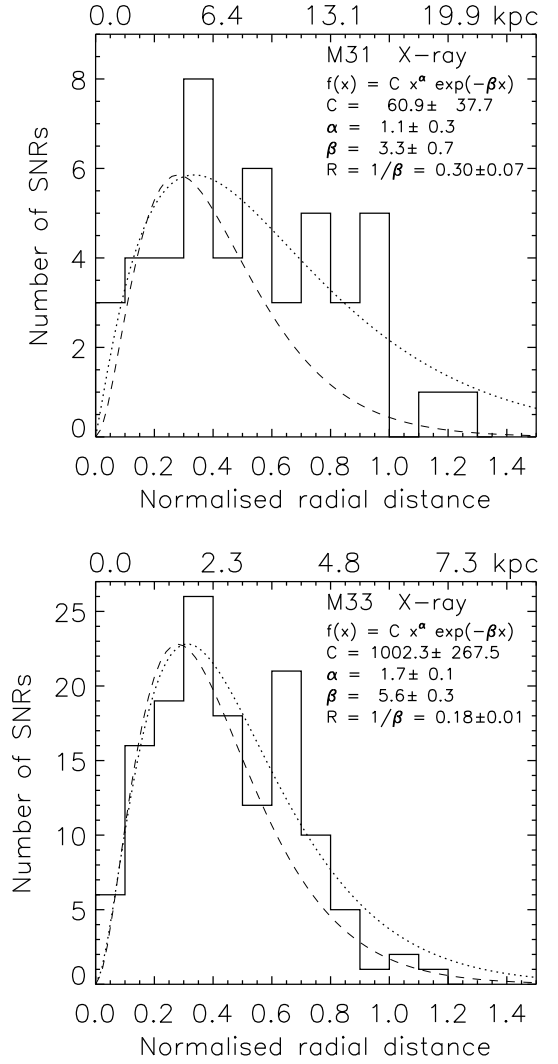 0.0 6.4 13.1 19.9 kpc
M31 X-ray
f(x) = C x^α exp(-βx)
C = 60.9± 37.7
α = 1.1± 0.3
β = 3.3± 0.7
R = 1/β = 0.30±0.07
8
6
4
2
0
Number of SNRs
0.0 0.2 0.4 0.6 0.8 1.0 1.2 1.4
Normalised radial distance
0.0 2.3 4.8 7.3 kpc
M33 X-ray
f(x) = C x^α exp(-βx)
C = 1002.3± 267.5
α = 1.7± 0.1
β = 5.6± 0.3
R = 1/β = 0.18±0.01
25
20
15
10
5
0
Number of SNRs
0.0 0.2 0.4 0.6 0.8 1.0 1.2 1.4
Normalised radial distance